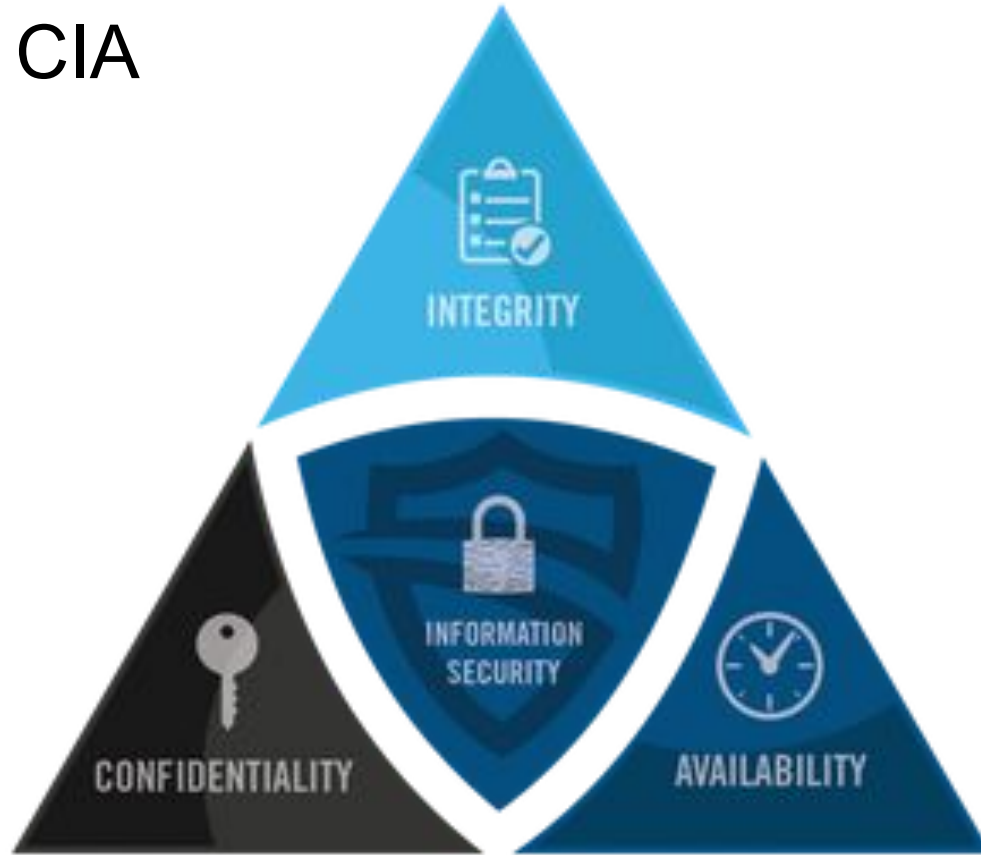 CIA
INTEGRITY
INFORMATION
SECURITY
CONFIDENTIALITY
AVAILABILITY